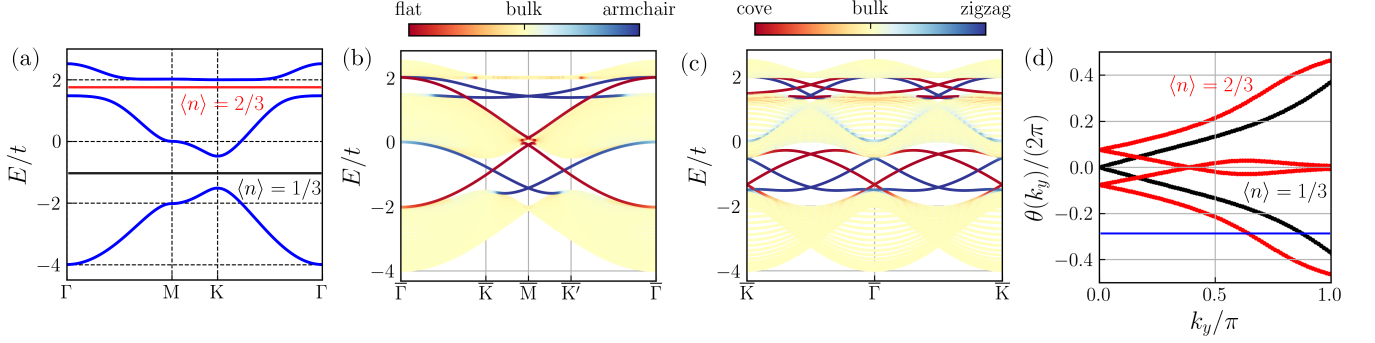 (a)
2
0
−2
−4
E/t
⟨n⟩ = 2/3
⟨n⟩ = 1/3
Γ M K Γ
flat bulk armchair
(b)
2
0
−2
−4
E/t
Γ̅ K̅ M̅ K̅′ Γ̅
cove bulk zigzag
(c)
2
0
−2
−4
E/t
K̅ Γ̅ K̅
(d)
0.4
0.2
0.0
−0.2
−0.4
θ(k_y)/(2π)
⟨n⟩ = 2/3
⟨n⟩ = 1/3
0.0 0.5 1.0
k_y/π